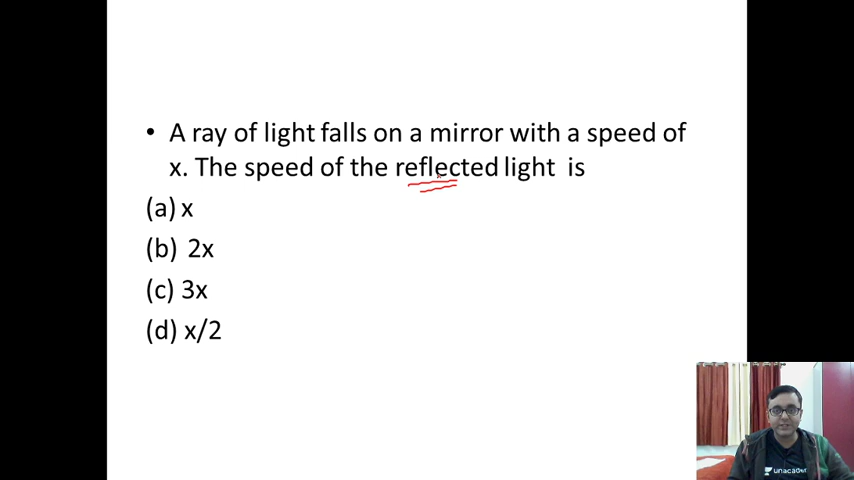 • A ray of light falls on a mirror with a speed of
x. The speed of the reflected light is
(a) x
(b) 2x
(c) 3x
(d) x/2